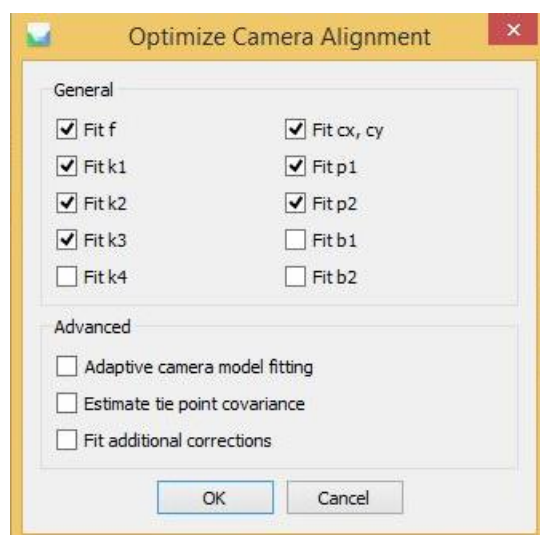 Optimize Camera Alignment
General
Fit f
Fit cx, cy
Fit k1
Fit p1
Fit k2
Fit p2
Fit k3
Fit b1
Fit k4
Fit b2
Advanced
Adaptive camera model fitting
Estimate tie point covariance
Fit additional corrections
OK
Cancel